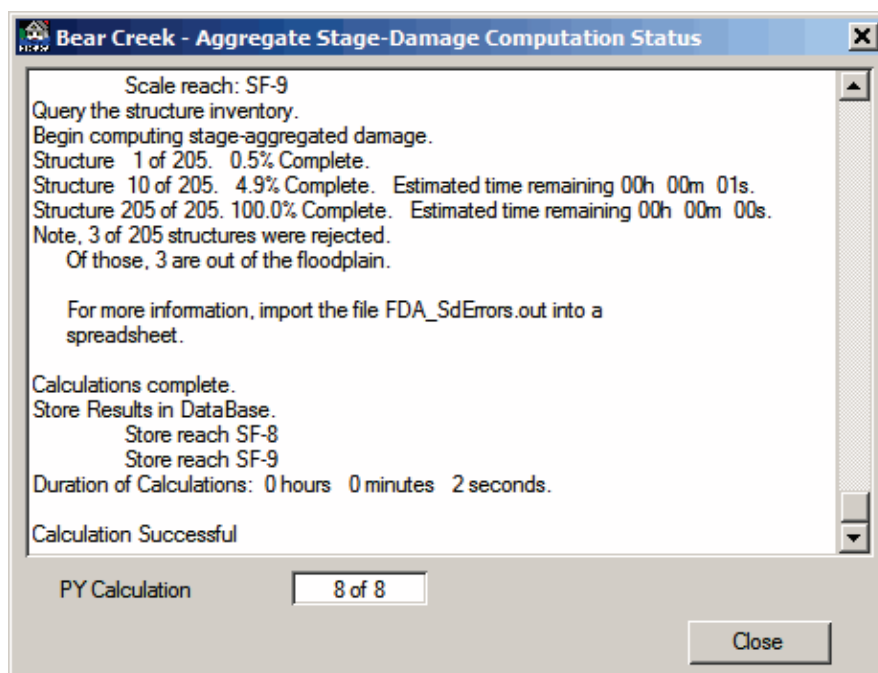 Bear Creek - Aggregate Stage-Damage Computation Status
Scale reach: SF-9
Query the structure inventory.
Begin computing stage-aggregated damage.
Structure 1 of 205. 0.5% Complete.
Structure 10 of 205. 4.9% Complete. Estimated time remaining 00h 00m 01s.
Structure 205 of 205. 100.0% Complete. Estimated time remaining 00h 00m 00s.
Note, 3 of 205 structures were rejected.
Of those, 3 are out of the floodplain.
For more information, import the file FDA_SdErrors.out into a
spreadsheet.
Calculations complete.
Store Results in DataBase.
Store reach SF-8
Store reach SF-9
Duration of Calculations: 0 hours 0 minutes 2 seconds.
Calculation Successful
PY Calculation 8 of 8
Close